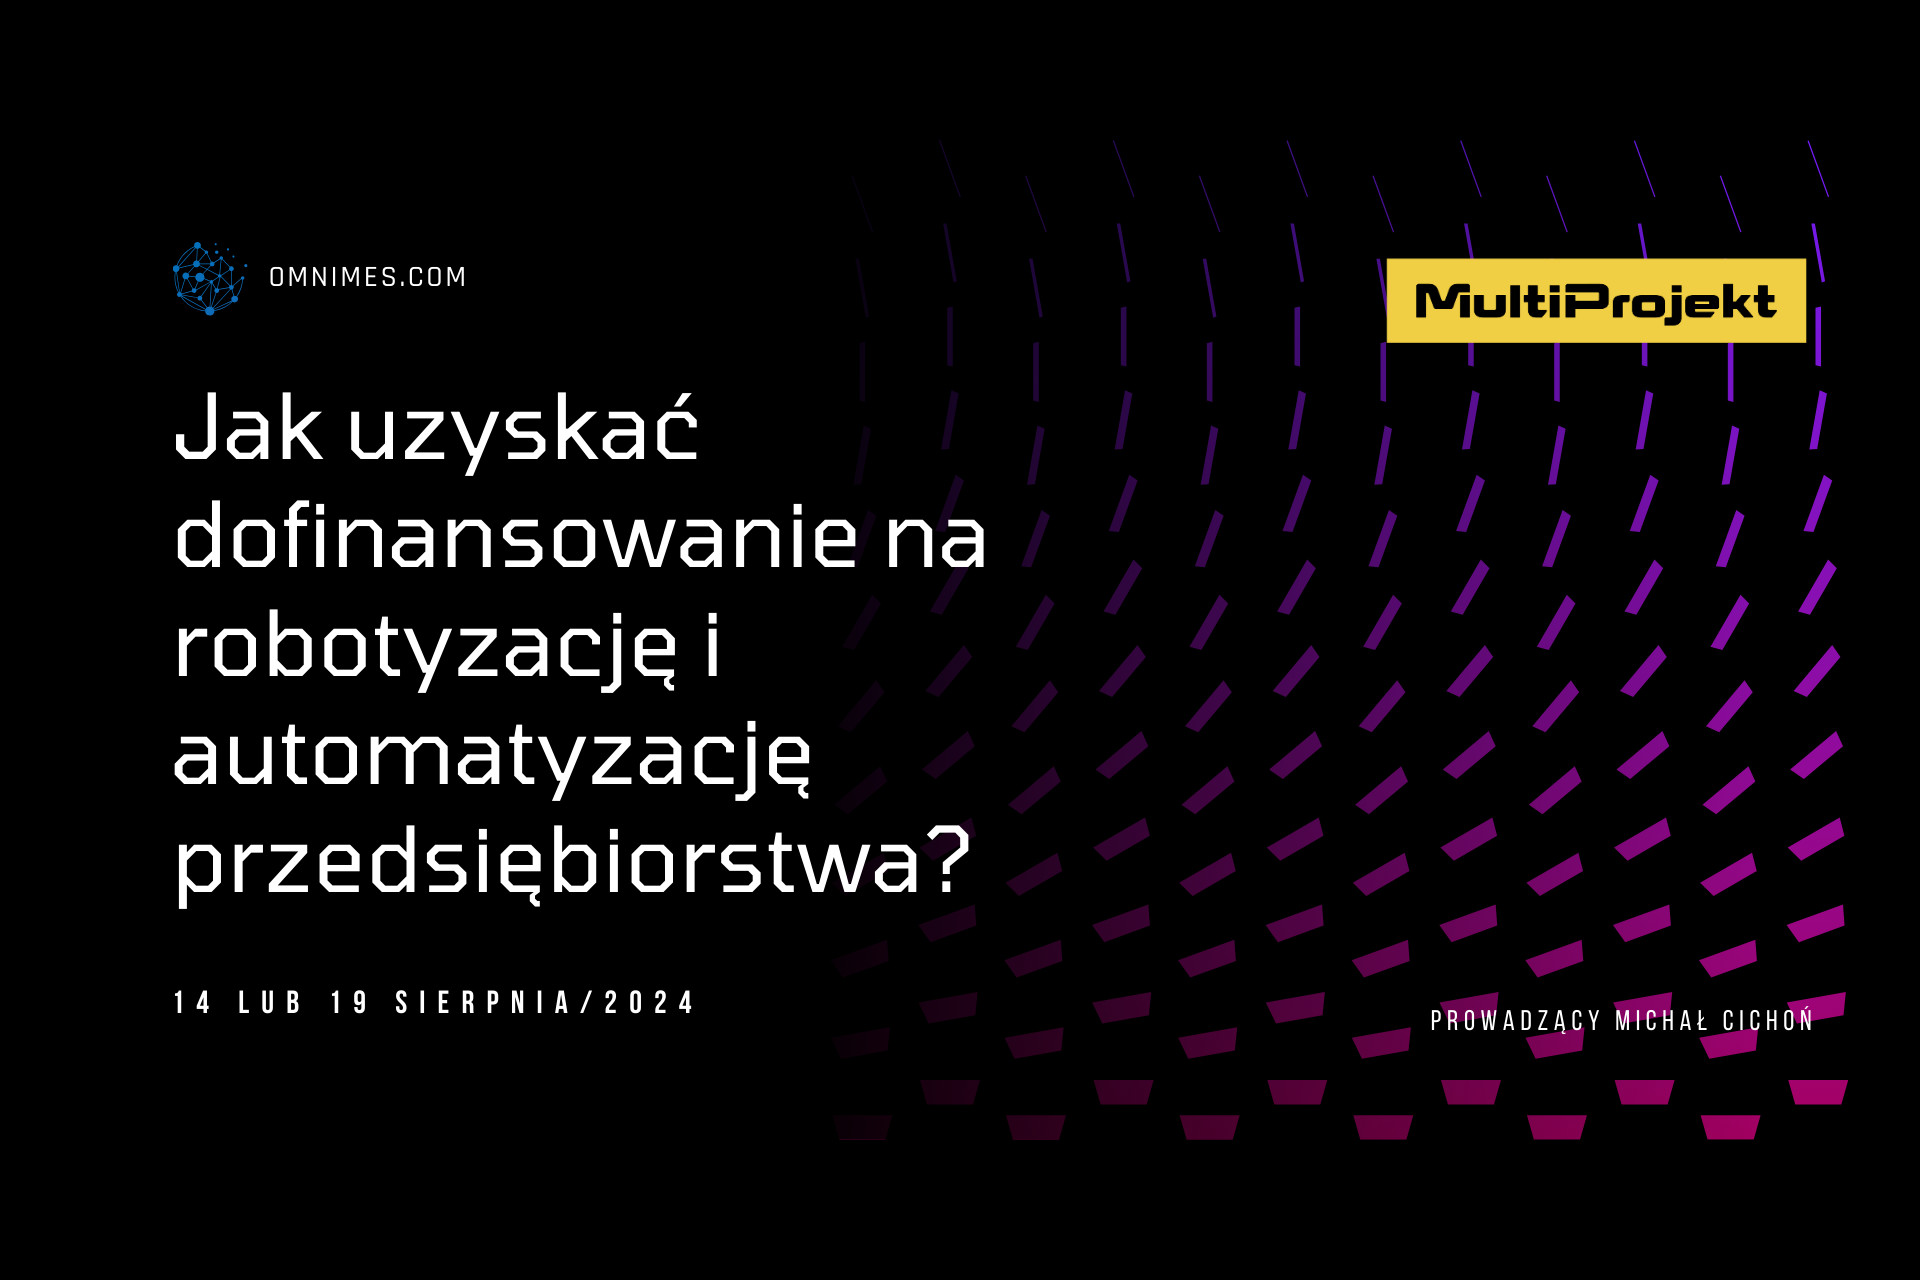 OMNIMES.COM
MultiProjekt
Jak uzyskać
dofinansowanie na
robotyzację i
automatyzację
przedsiębiorstwa?
14 LUB 19 SIERPNIA/2024
PROWADZĄCY MICHAŁ CICHOŃ